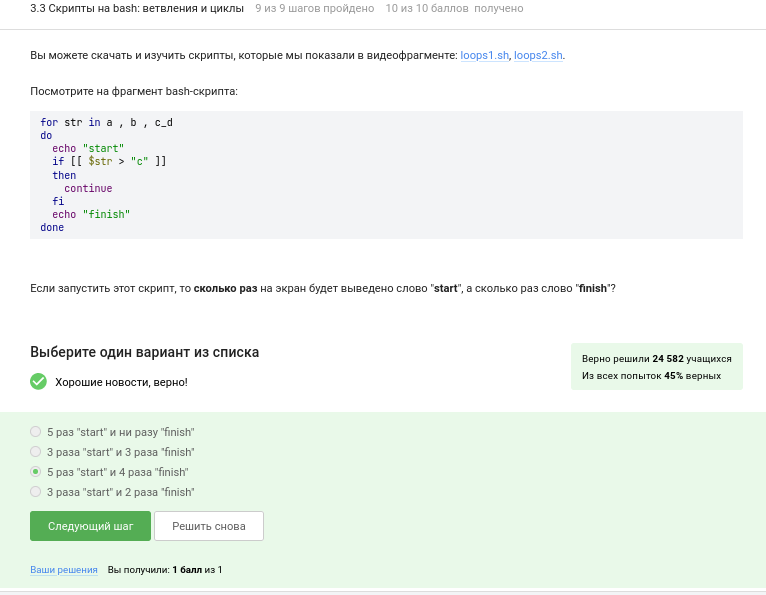 3.3 Скрипты на bash: ветвления и циклы 9 из 9 шагов пройдено 10 из 10 баллов получено
Вы можете скачать и изучить скрипты, которые мы показали в видеофрагменте: loops1.sh, loops2.sh.
Посмотрите на фрагмент bash-скрипта:
for str in a , b , c_d
do
  echo "start"
  if [[ $str > "c" ]]
  then
    continue
  fi
  echo "finish"
done
Если запустить этот скрипт, то сколько раз на экран будет выведено слово "start", а сколько раз слово "finish"?
Выберите один вариант из списка
Верно решили 24 582 учащихся
Из всех попыток 45% верных
Хорошие новости, верно!
5 раз "start" и ни разу "finish"
3 раза "start" и 3 раза "finish"
5 раз "start" и 4 раза "finish"
3 раза "start" и 2 раза "finish"
Следующий шаг Решить снова
Ваши решения Вы получили: 1 балл из 1